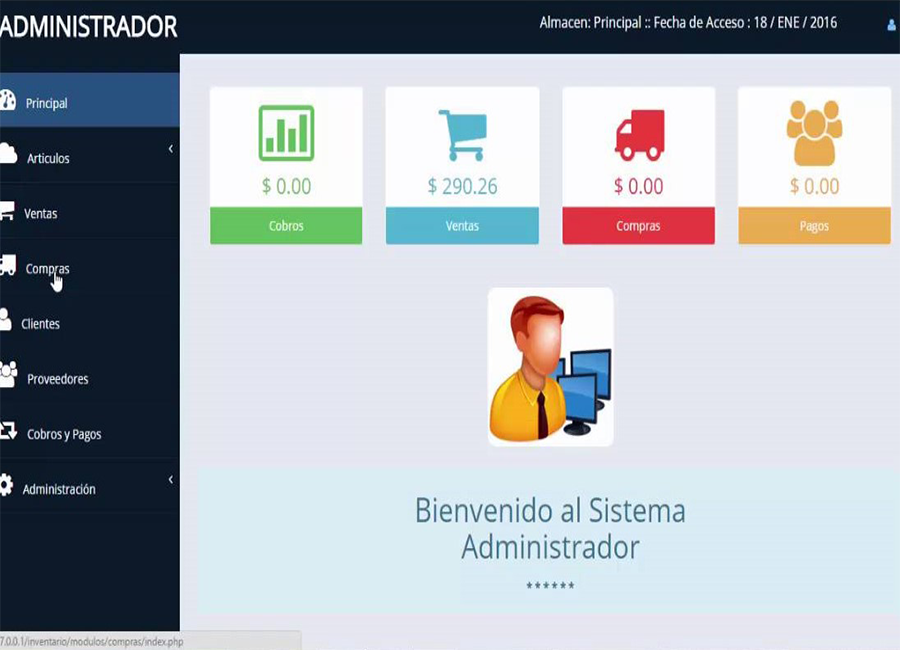 ADMINISTRADOR
Almacen: Principal :: Fecha de Acceso : 18 / ENE / 2016
Principal
Articulos
Ventas
Compras
Clientes
Proveedores
Cobros y Pagos
Administración
$ 0.00
Cobros
$ 290.26
Ventas
$ 0.00
Compras
$ 0.00
Pagos
Bienvenido al Sistema
Administrador
******
7.0.0.1/inventario/modulos/compras/index.php